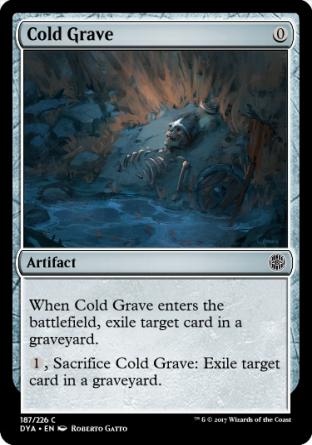 Cold Grave 0
Artifact
When Cold Grave enters the
battlefield, exile target card in a
graveyard.
1, Sacrifice Cold Grave: Exile target
card in a graveyard.
187/226 C
DYA • EN Roberto Gatto
™ & © 2017 Wizards of the Coast